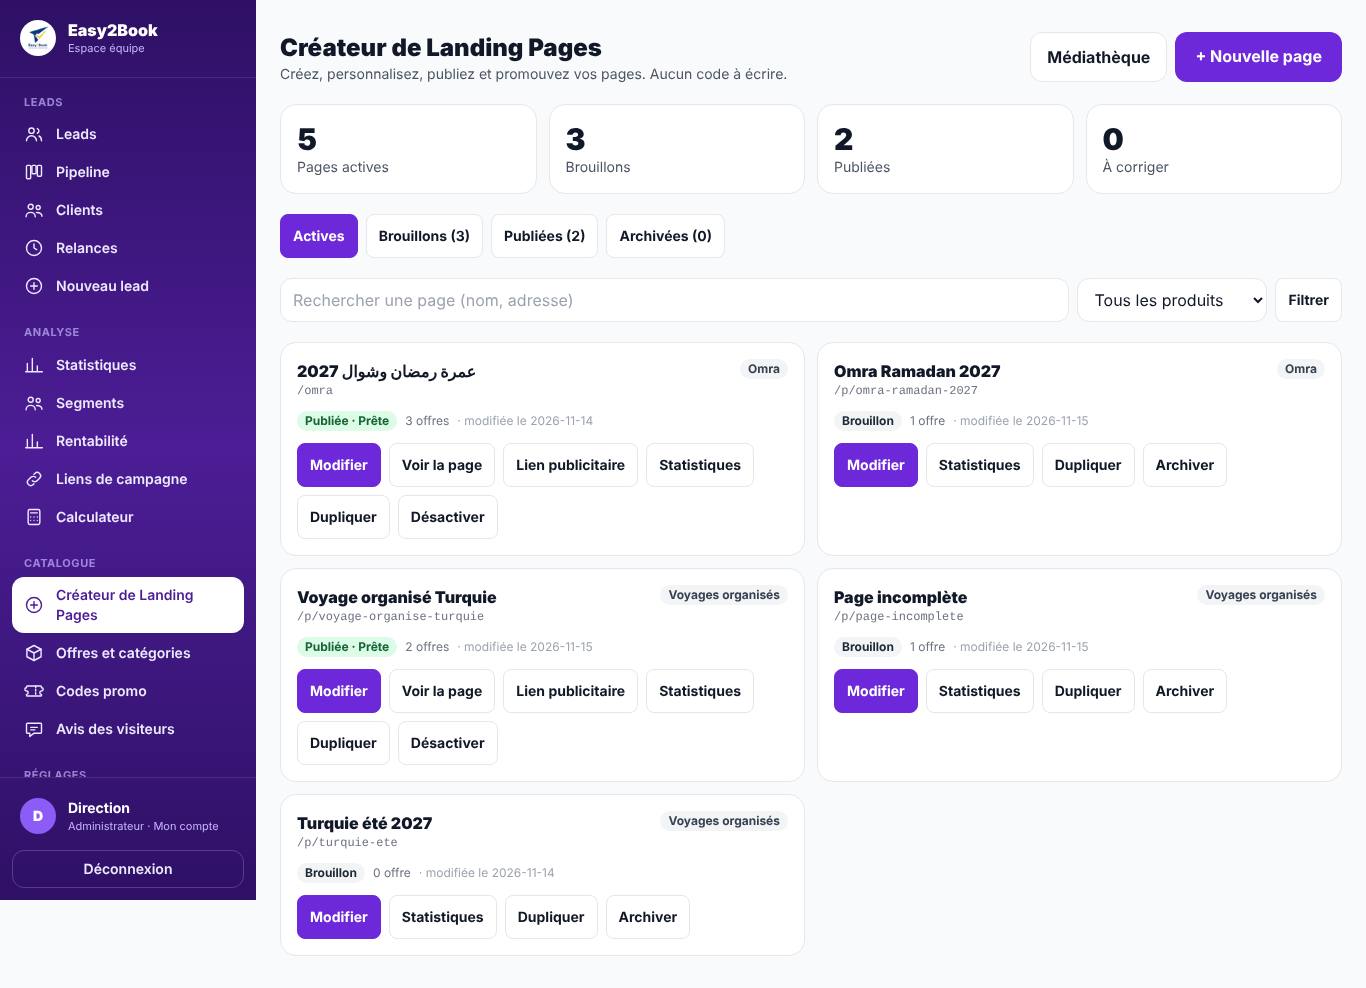 Easy2Book
Espace équipe
LEADS
Leads
Pipeline
Clients
Relances
Nouveau lead
ANALYSE
Statistiques
Segments
Rentabilité
Liens de campagne
Calculateur
CATALOGUE
Créateur de Landing
Pages
Offres et catégories
Codes promo
Avis des visiteurs
RÉGLAGES
D
Direction
Administrateur · Mon compte
Déconnexion
Créateur de Landing Pages
Créez, personnalisez, publiez et promouvez vos pages. Aucun code à écrire.
Médiathèque
+ Nouvelle page
5
Pages actives
3
Brouillons
2
Publiées
0
À corriger
Actives
Brouillons (3)
Publiées (2)
Archivées (0)
Rechercher une page (nom, adresse)
Tous les produits
Filtrer
عمرة رمضان وشوال 2027
Omra
/omra
Publiée · Prête 3 offres · modifiée le 2026-11-14
Modifier
Voir la page
Lien publicitaire
Statistiques
Dupliquer
Désactiver
Omra Ramadan 2027
Omra
/p/omra-ramadan-2027
Brouillon 1 offre · modifiée le 2026-11-15
Modifier
Statistiques
Dupliquer
Archiver
Voyage organisé Turquie
Voyages organisés
/p/voyage-organise-turquie
Publiée · Prête 2 offres · modifiée le 2026-11-15
Modifier
Voir la page
Lien publicitaire
Statistiques
Dupliquer
Désactiver
Page incomplète
Voyages organisés
/p/page-incomplete
Brouillon 1 offre · modifiée le 2026-11-15
Modifier
Statistiques
Dupliquer
Archiver
Turquie été 2027
Voyages organisés
/p/turquie-ete
Brouillon 0 offre · modifiée le 2026-11-14
Modifier
Statistiques
Dupliquer
Archiver